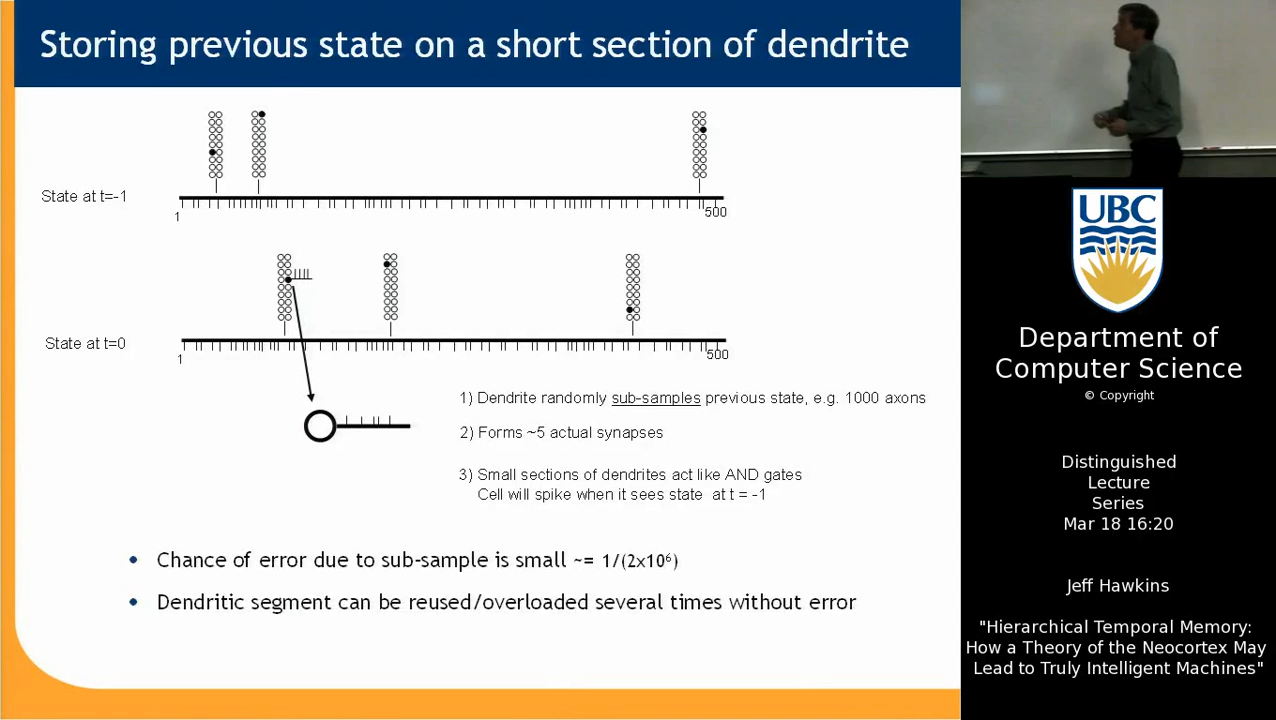 Storing previous state on a short section of dendrite
State at t=-1
1
500
State at t=0
1
500
1) Dendrite randomly sub-samples previous state, e.g. 1000 axons
2) Forms ~5 actual synapses
3) Small sections of dendrites act like AND gates
Cell will spike when it sees state at t = -1
• Chance of error due to sub-sample is small ~= 1/(2x10⁶)
• Dendritic segment can be reused/overloaded several times without error
UBC
Department of
Computer Science
© Copyright
Distinguished
Lecture
Series
Mar 18 16:20
Jeff Hawkins
"Hierarchical Temporal Memory:
How a Theory of the Neocortex May
Lead to Truly Intelligent Machines"